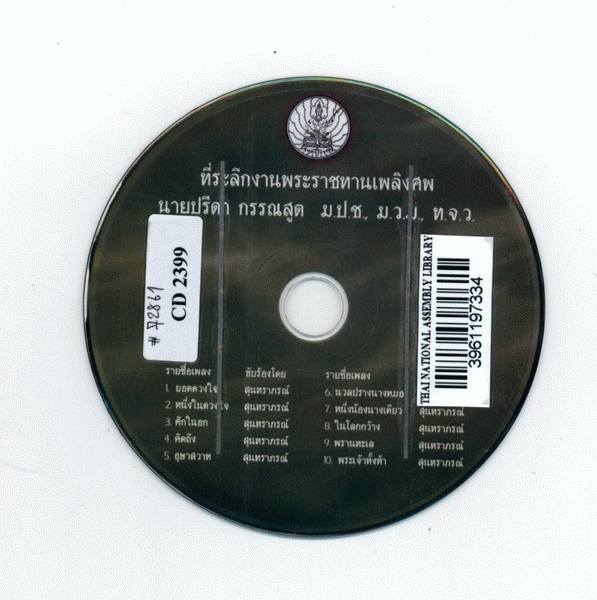 ที่ระลึกงานพระราชทานเพลิงศพ
นายปรีดา กรรณสูต ม.ป.ช., ม.ว.ม., ท.จ.ว.
#72861
CD 2399
THAI NATIONAL ASSEMBLY LIBRARY
3961197334
รายชื่อเพลง ขับร้องโดย
1. ยอดดวงใจ สุนทราภรณ์
2. หนึ่งในดวงใจ สุนทราภรณ์
3. ศึกในอก สุนทราภรณ์
4. คิดถึง สุนทราภรณ์
5. อุษาสวาท สุนทราภรณ์
รายชื่อเพลง
6. นวลปรางนางหมอง
7. หนึ่งน้องนางเดียว สุนทราภรณ์
8. ในโลกกว้าง สุนทราภรณ์
9. พรานทะเล สุนทราภรณ์
10. พระเจ้าทั้งห้า สุนทราภรณ์